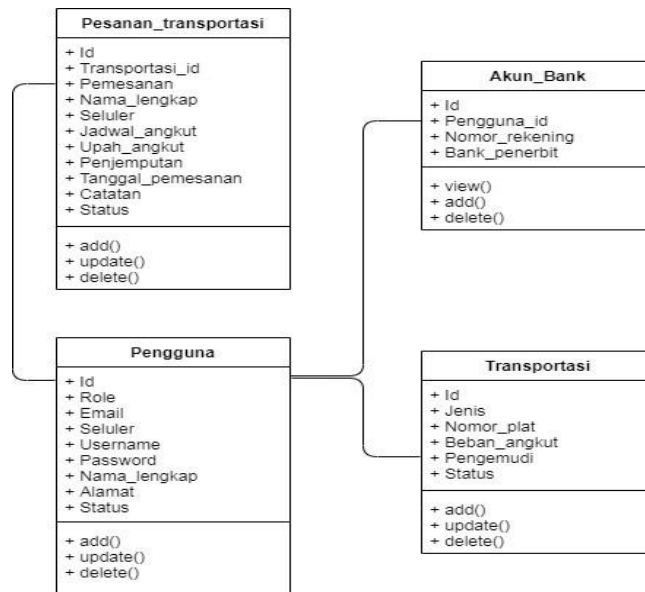 Pesanan_transportasi
+ Id
+ Transportasi_id
+ Pemesanan
+ Nama_lengkap
+ Seluler
+ Jadwal_angkut
+ Upah_angkut
+ Penjemputan
+ Tanggal_pemesanan
+ Catatan
+ Status
+ add()
+ update()
+ delete()
Akun_Bank
+ Id
+ Pengguna_id
+ Nomor_rekening
+ Bank_penerbit
+ view()
+ add()
+ delete()
Pengguna
+ Id
+ Role
+ Email
+ Seluler
+ Username
+ Password
+ Nama_lengkap
+ Alamat
+ Status
+ add()
+ update()
+ delete()
Transportasi
+ Id
+ Jenis
+ Nomor_plat
+ Beban_angkut
+ Pengemudi
+ Status
+ add()
+ update()
+ delete()